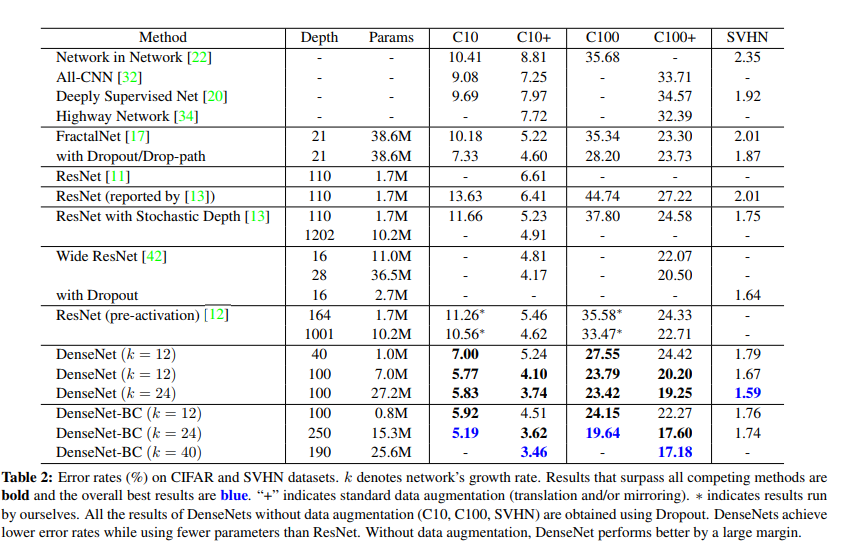 Method Depth Params C10 C10+ C100 C100+ SVHN
Network in Network [22] - - 10.41 8.81 35.68 - 2.35
All-CNN [32] - - 9.08 7.25 - 33.71 -
Deeply Supervised Net [20] - - 9.69 7.97 - 34.57 1.92
Highway Network [34] - - - 7.72 - 32.39 -
FractalNet [17] 21 38.6M 10.18 5.22 35.34 23.30 2.01
with Dropout/Drop-path 21 38.6M 7.33 4.60 28.20 23.73 1.87
ResNet [11] 110 1.7M - 6.61 - - -
ResNet (reported by [13]) 110 1.7M 13.63 6.41 44.74 27.22 2.01
ResNet with Stochastic Depth [13] 110 1.7M 11.66 5.23 37.80 24.58 1.75
1202 10.2M - 4.91 - - -
Wide ResNet [42] 16 11.0M - 4.81 - 22.07 -
28 36.5M - 4.17 - 20.50 -
with Dropout 16 2.7M - - - - 1.64
ResNet (pre-activation) [12] 164 1.7M 11.26* 5.46 35.58* 24.33 -
1001 10.2M 10.56* 4.62 33.47* 22.71 -
DenseNet (k = 12) 40 1.0M 7.00 5.24 27.55 24.42 1.79
DenseNet (k = 12) 100 7.0M 5.77 4.10 23.79 20.20 1.67
DenseNet (k = 24) 100 27.2M 5.83 3.74 23.42 19.25 1.59
DenseNet-BC (k = 12) 100 0.8M 5.92 4.51 24.15 22.27 1.76
DenseNet-BC (k = 24) 250 15.3M 5.19 3.62 19.64 17.60 1.74
DenseNet-BC (k = 40) 190 25.6M - 3.46 - 17.18 -
Table 2: Error rates (%) on CIFAR and SVHN datasets. k denotes network's growth rate. Results that surpass all competing methods are
bold and the overall best results are blue. “+” indicates standard data augmentation (translation and/or mirroring). * indicates results run
by ourselves. All the results of DenseNets without data augmentation (C10, C100, SVHN) are obtained using Dropout. DenseNets achieve
lower error rates while using fewer parameters than ResNet. Without data augmentation, DenseNet performs better by a large margin.